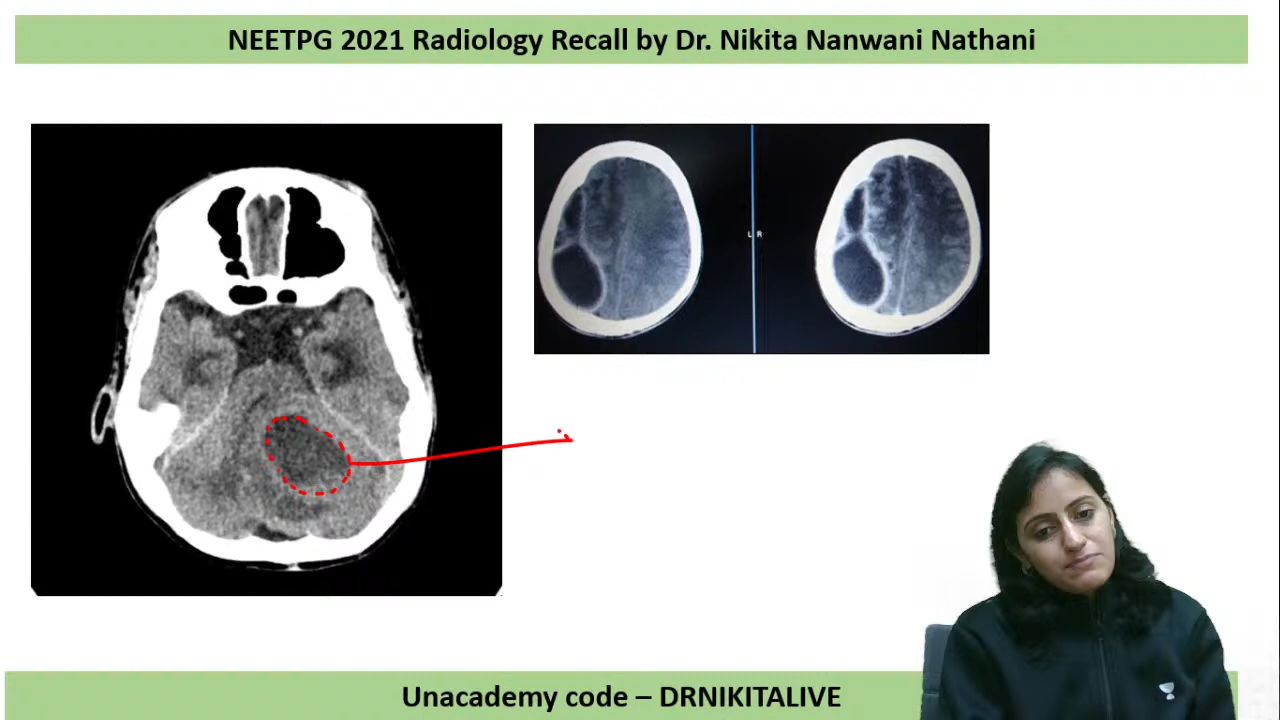 NEETPG 2021 Radiology Recall by Dr. Nikita Nanwani Nathani
L R
Unacademy code – DRNIKITALIVE